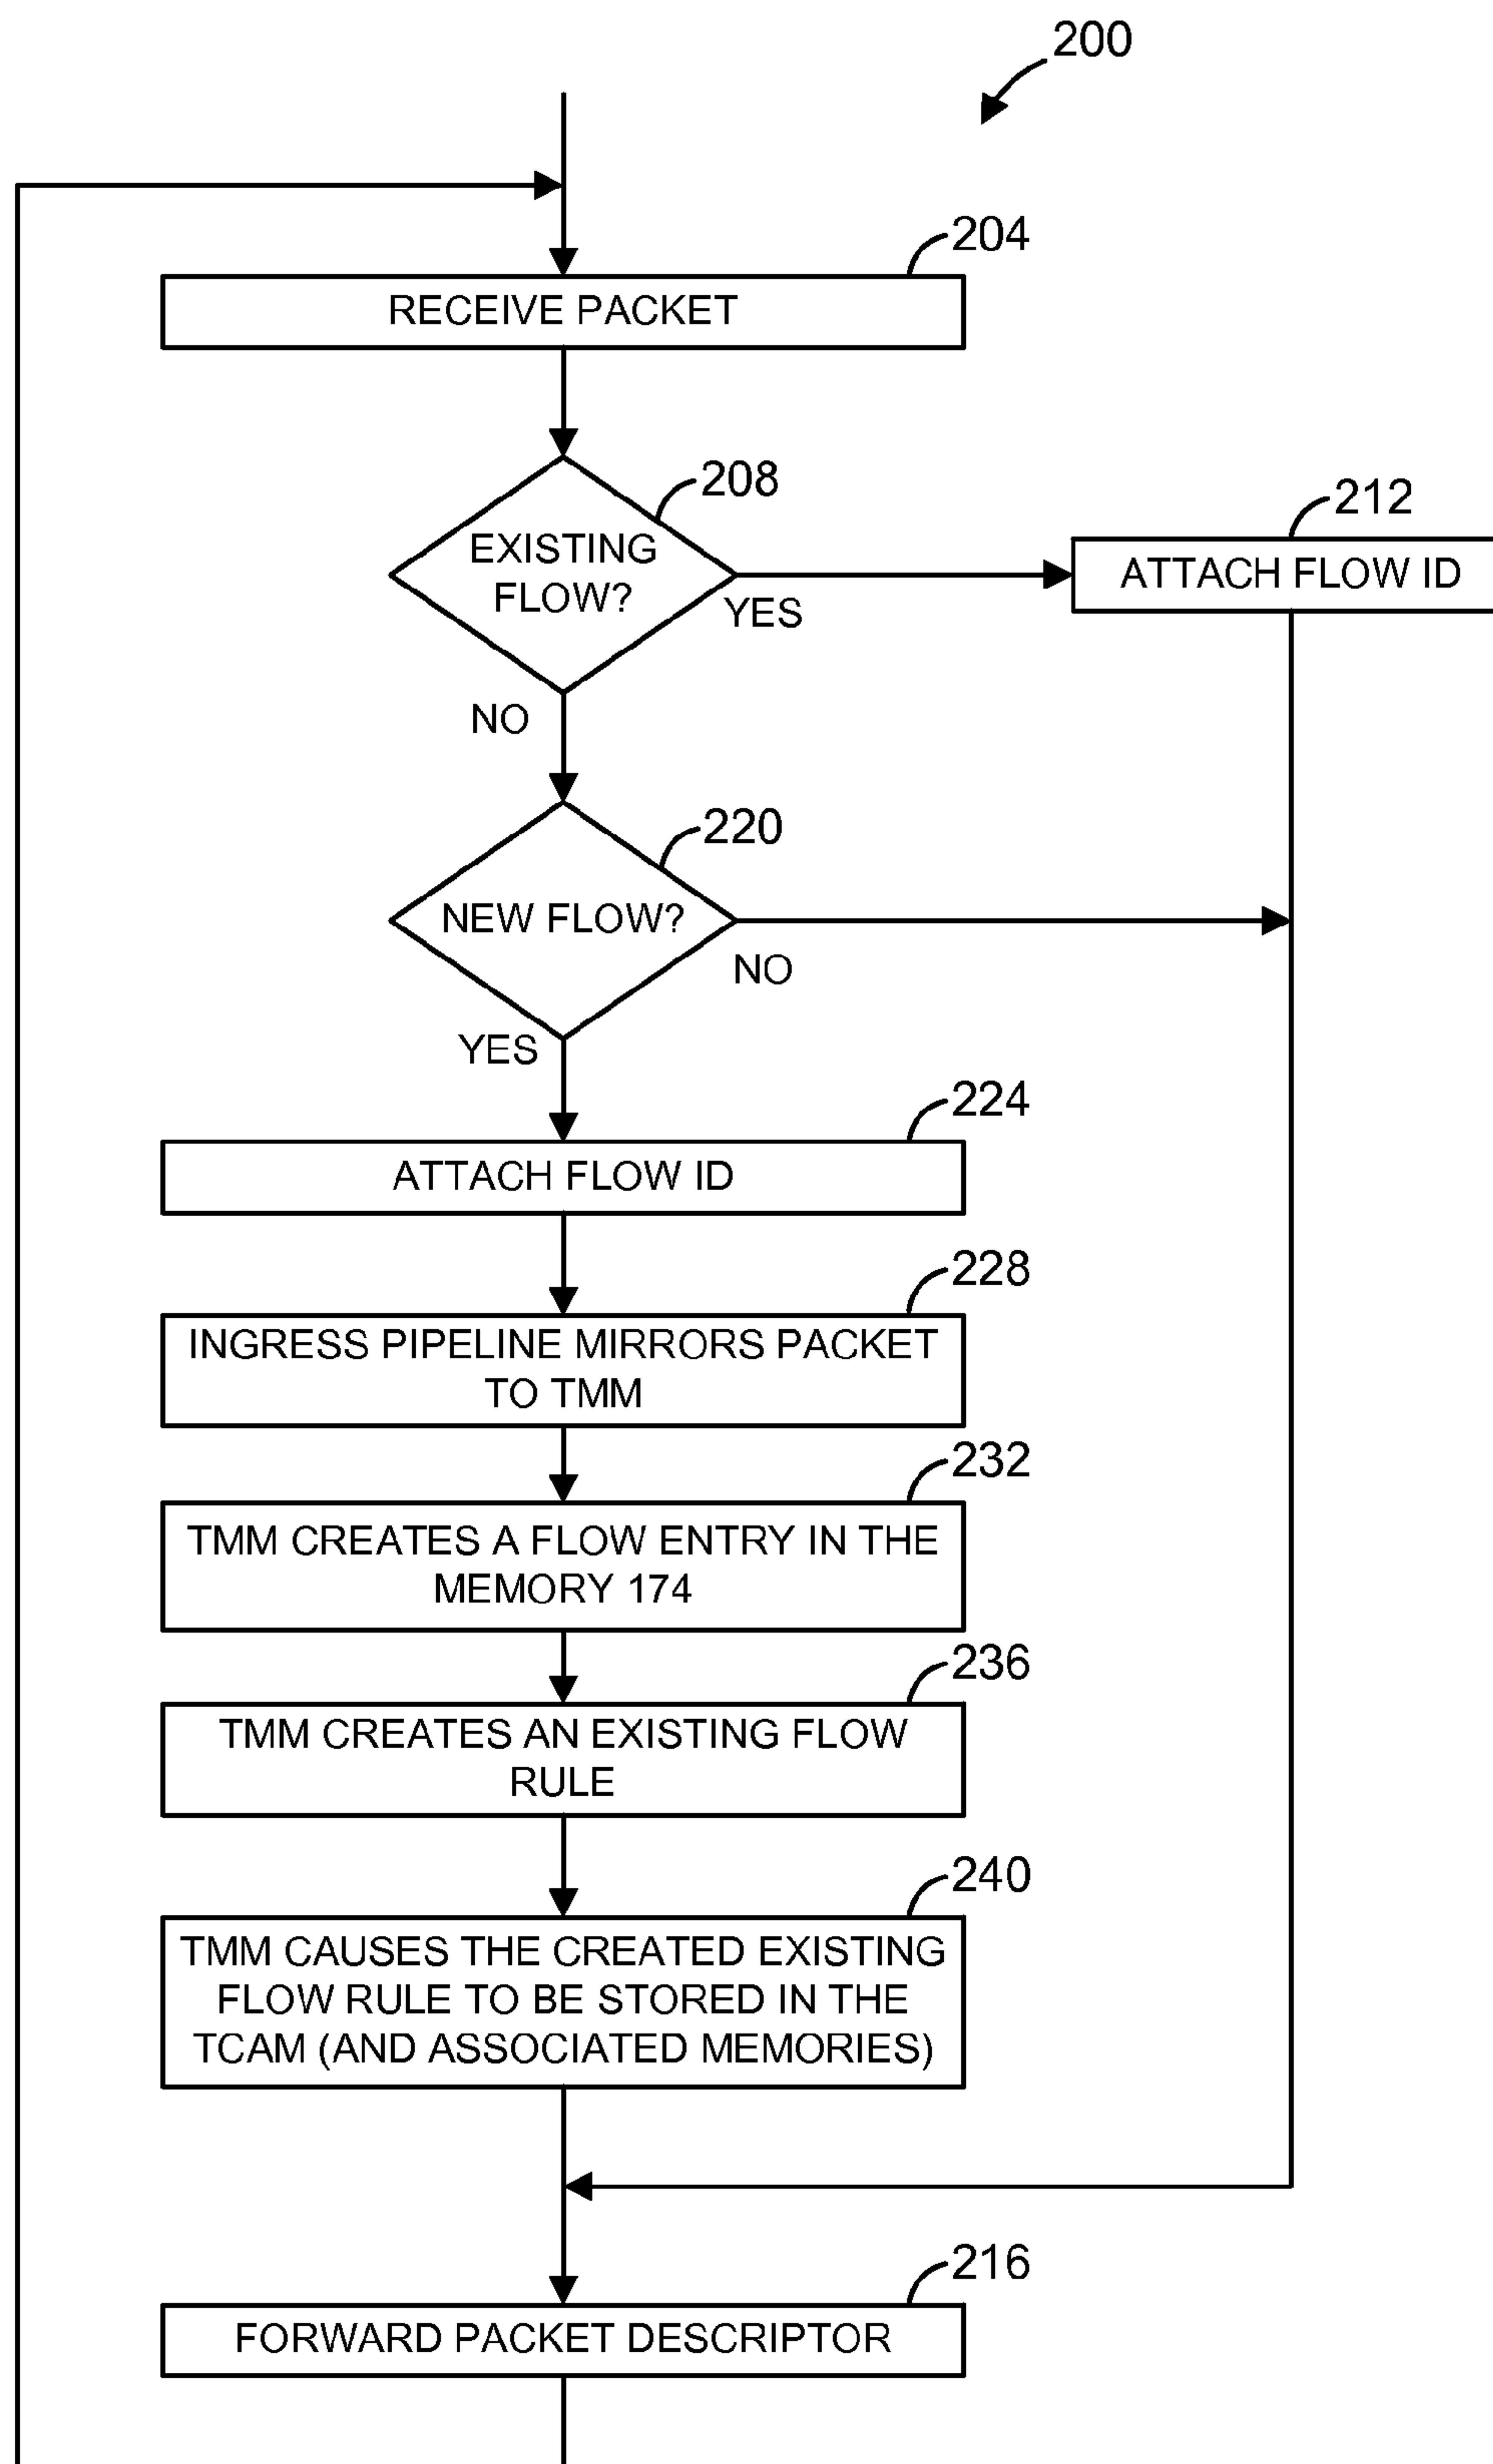 200
204
RECEIVE PACKET
208
EXISTING
FLOW?
YES
212
ATTACH FLOW ID
NO
220
NEW FLOW?
NO
YES
224
ATTACH FLOW ID
228
INGRESS PIPELINE MIRRORS PACKET
TO TMM
232
TMM CREATES A FLOW ENTRY IN THE
MEMORY 174
236
TMM CREATES AN EXISTING FLOW
RULE
240
TMM CAUSES THE CREATED EXISTING
FLOW RULE TO BE STORED IN THE
TCAM (AND ASSOCIATED MEMORIES)
216
FORWARD PACKET DESCRIPTOR